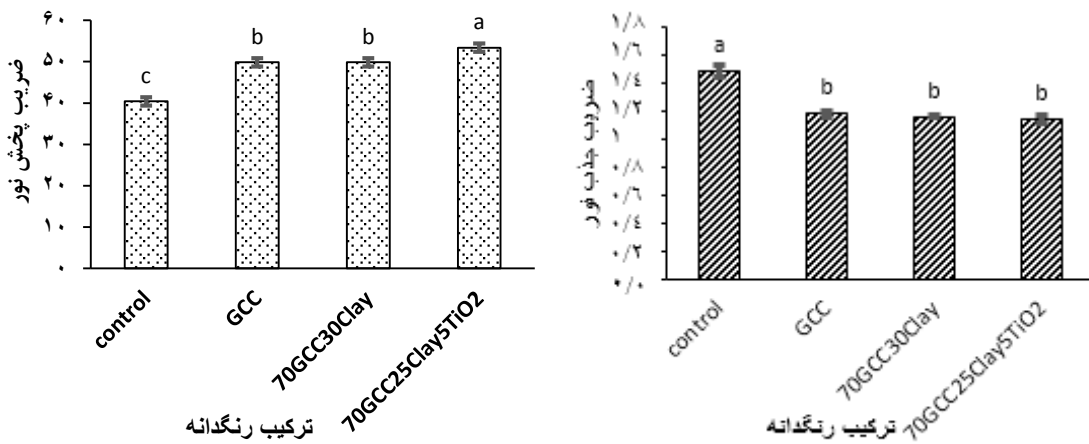 ضریب پخش نور
۶۰
۵۰
۴۰
۳۰
۲۰
۱۰
۰
c
b
b
a
control
GCC
70GCC30Clay
70GCC25Clay5TiO2
ترکیب رنگدانه
ضریب جذب نور
۱/۸
۱/۶
۱/٤
۱/۲
۱
۰/۸
۰/۶
۰/٤
۰/۲
۰/۰
a
b
b
b
control
GCC
70GCC30Clay
70GCC25Clay5TiO2
ترکیب رنگدانه